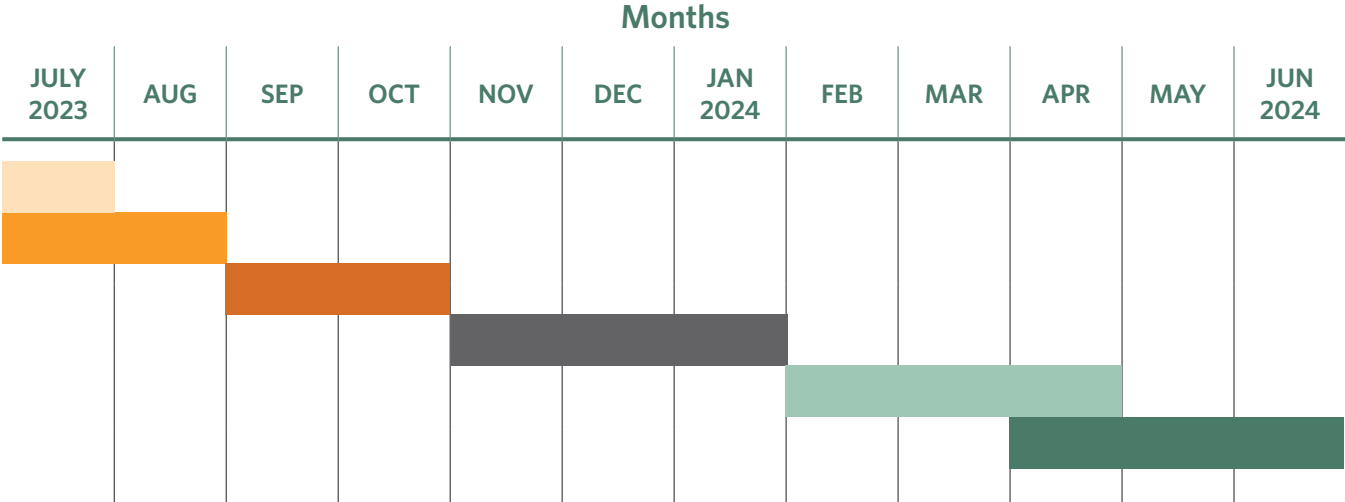 Months
JULY
2023
AUG
SEP
OCT
NOV
DEC
JAN
2024
FEB
MAR
APR
MAY
JUN
2024